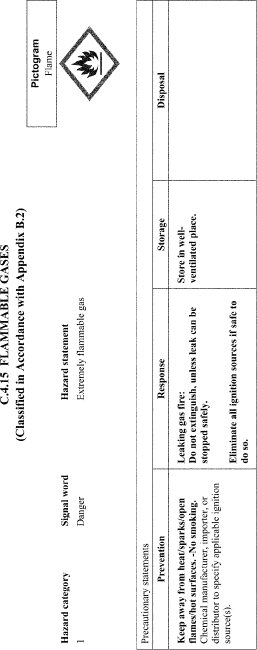 C.4.15 FLAMMABLE GASES
(Classified in Accordance with Appendix B.2)
Pictogram
Flame
Hazard category
Signal word
Hazard statement
1
Danger
Extremely flammable gas
Precautionary statements
Prevention
Response
Storage
Disposal
Keep away from heat/sparks/open
flames/hot surfaces. -No smoking.
Chemical manufacturer, importer, or
distributor to specify applicable ignition
source(s).
Leaking gas fire:
Do not extinguish, unless leak can be
stopped safely.
Eliminate all ignition sources if safe to
do so.
Store in well-
ventilated place.